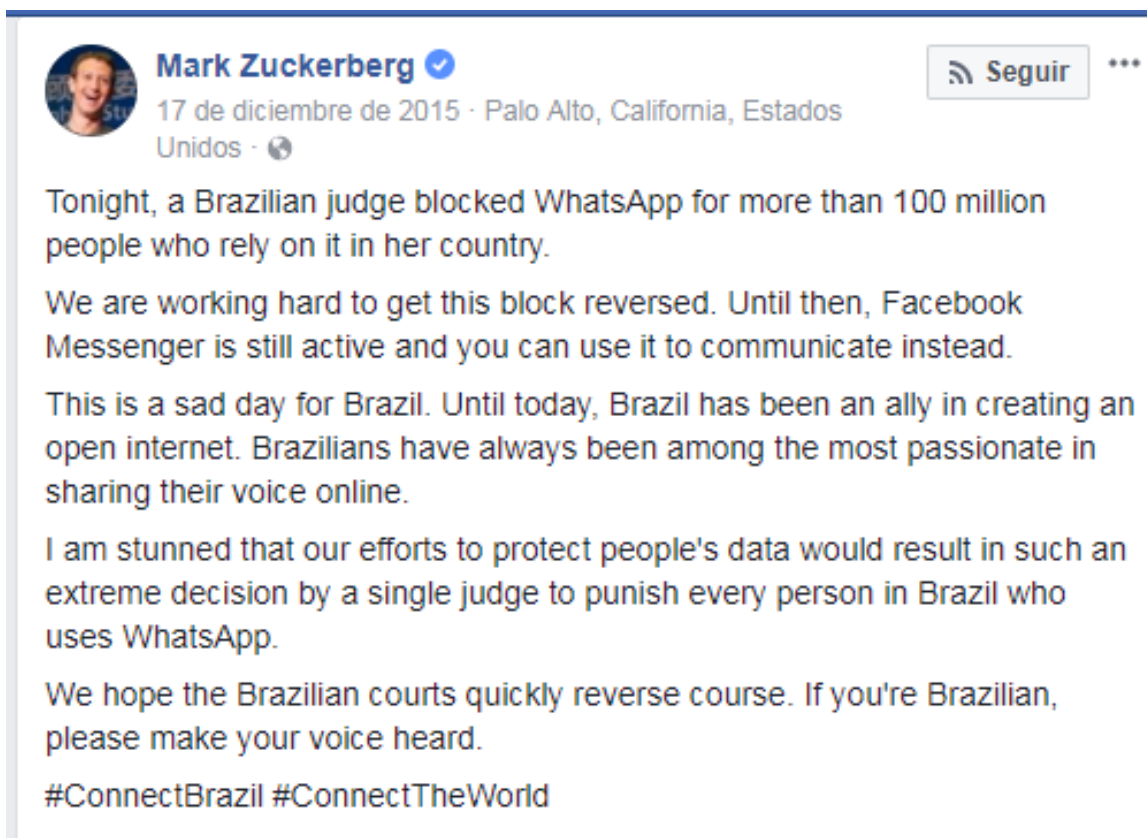 Mark Zuckerberg
Seguir
17 de diciembre de 2015 · Palo Alto, California, Estados
Unidos ·
Tonight, a Brazilian judge blocked WhatsApp for more than 100 million
people who rely on it in her country.
We are working hard to get this block reversed. Until then, Facebook
Messenger is still active and you can use it to communicate instead.
This is a sad day for Brazil. Until today, Brazil has been an ally in creating an
open internet. Brazilians have always been among the most passionate in
sharing their voice online.
I am stunned that our efforts to protect people's data would result in such an
extreme decision by a single judge to punish every person in Brazil who
uses WhatsApp.
We hope the Brazilian courts quickly reverse course. If you're Brazilian,
please make your voice heard.
#ConnectBrazil #ConnectTheWorld